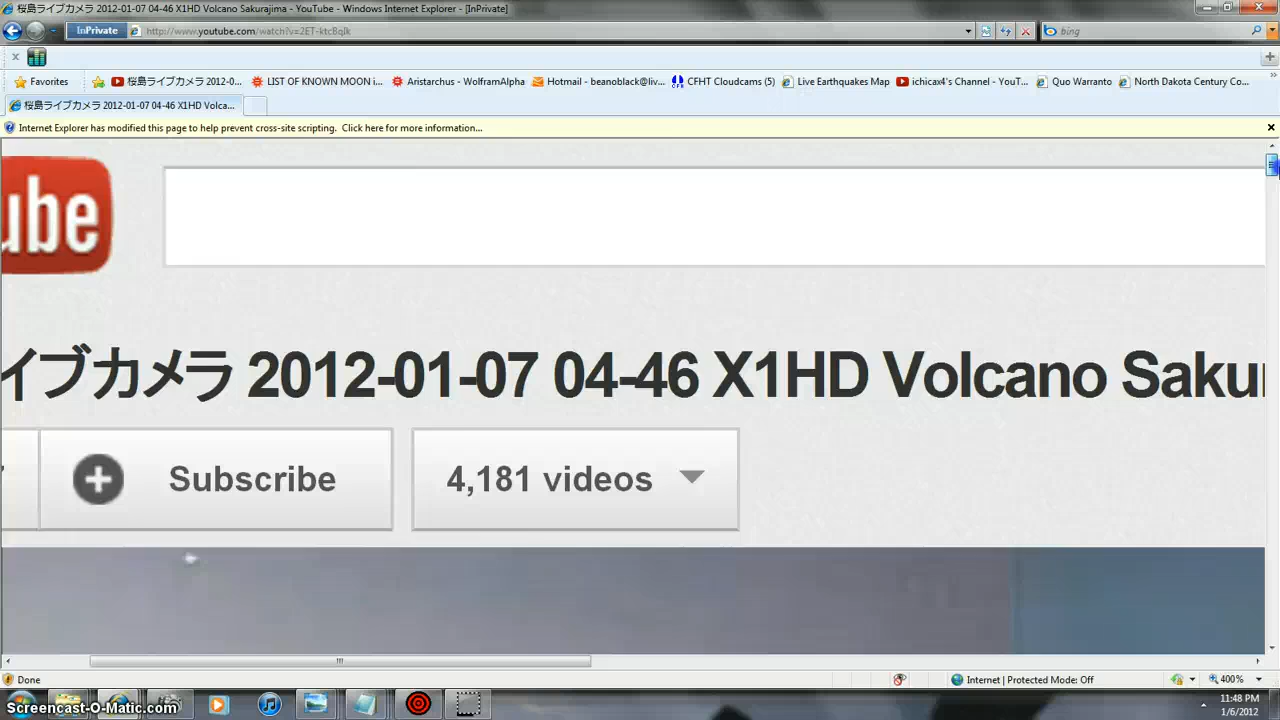 桜島ライブカメラ 2012-01-07 04-46 X1HD Volcano Sakurajima - YouTube - Windows Internet Explorer - [InPrivate]
InPrivate http://www.youtube.com/watch?v=2ET-ktcBqJk bing
Favorites 桜島ライブカメラ 2012-0... LIST OF KNOWN MOON i... Aristarchus - WolframAlpha Hotmail - beanoblack@liv... CFHT Cloudcams (5) Live Earthquakes Map ichicax4's Channel - YouT... Quo Warranto North Dakota Century Co...
桜島ライブカメラ 2012-01-07 04-46 X1HD Volca...
Internet Explorer has modified this page to help prevent cross-site scripting. Click here for more information...
ube
イブカメラ 2012-01-07 04-46 X1HD Volcano Sakur
Subscribe 4,181 videos
Done Internet | Protected Mode: Off 400%
Screencast-O-Matic.com 11:48 PM
1/6/2012